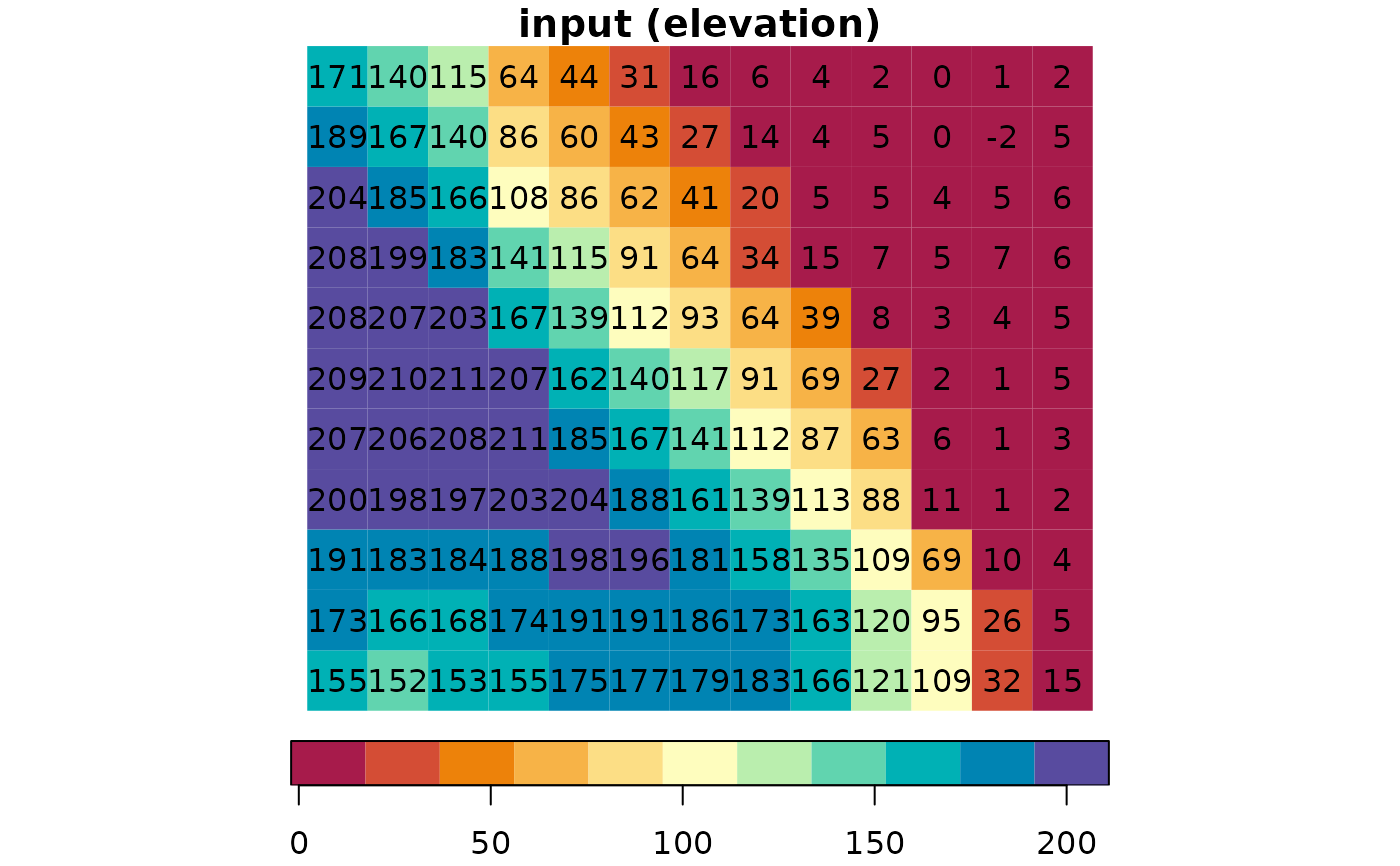 input (elevation)
171 140 115 64 44 31 16 6 4 2 0 1 2
189 167 140 86 60 43 27 14 4 5 0 -2 5
204 185 166 108 86 62 41 20 5 5 4 5 6
208 199 183 141 115 91 64 34 15 7 5 7 6
208 207 203 167 139 112 93 64 39 8 3 4 5
209 210 211 207 162 140 117 91 69 27 2 1 5
207 206 208 211 185 167 141 112 87 63 6 1 3
200 198 197 203 204 188 161 139 113 88 11 1 2
191 183 184 188 198 196 181 158 135 109 69 10 4
173 166 168 174 191 191 186 173 163 120 95 26 5
155 152 153 155 175 177 179 183 166 121 109 32 15
0 50 100 150 200